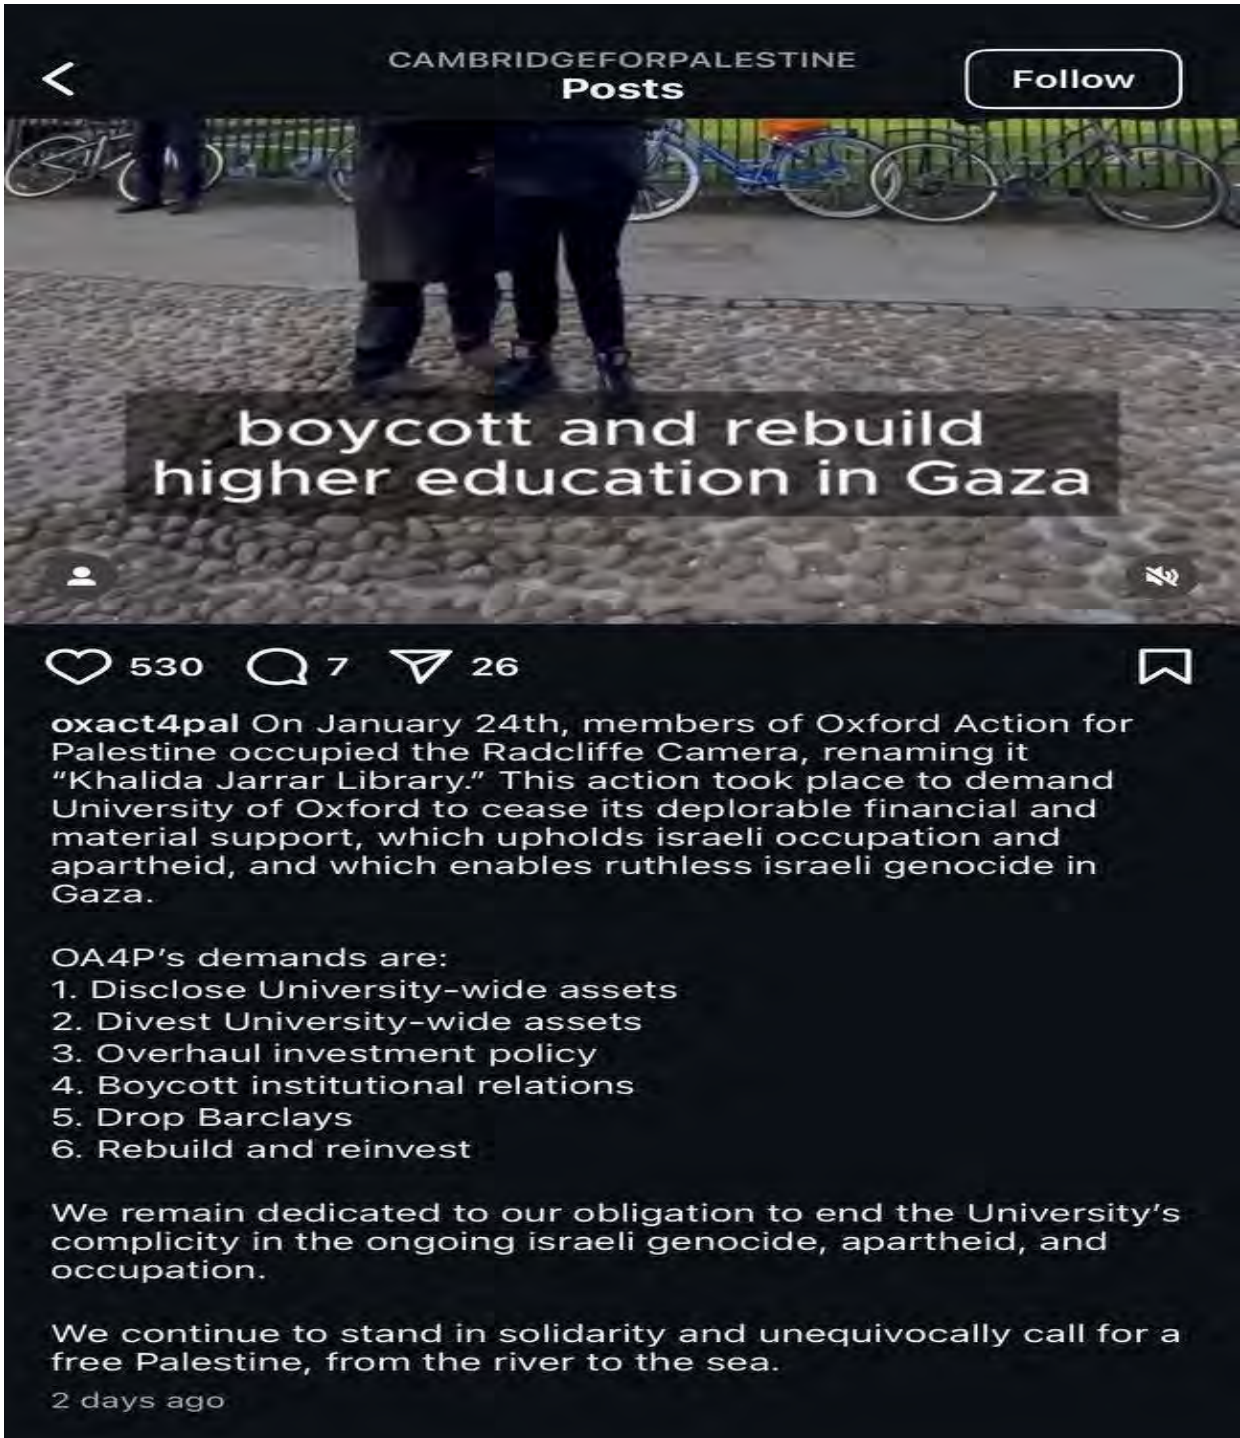 CAMBRIDGEFORPALESTINE
Posts
Follow
boycott and rebuild
higher education in Gaza
530
7
26
oxact4pal On January 24th, members of Oxford Action for
Palestine occupied the Radcliffe Camera, renaming it
“Khalida Jarrar Library.” This action took place to demand
University of Oxford to cease its deplorable financial and
material support, which upholds israeli occupation and
apartheid, and which enables ruthless israeli genocide in
Gaza.
OA4P’s demands are:
1. Disclose University-wide assets
2. Divest University-wide assets
3. Overhaul investment policy
4. Boycott institutional relations
5. Drop Barclays
6. Rebuild and reinvest
We remain dedicated to our obligation to end the University’s
complicity in the ongoing israeli genocide, apartheid, and
occupation.
We continue to stand in solidarity and unequivocally call for a
free Palestine, from the river to the sea.
2 days ago